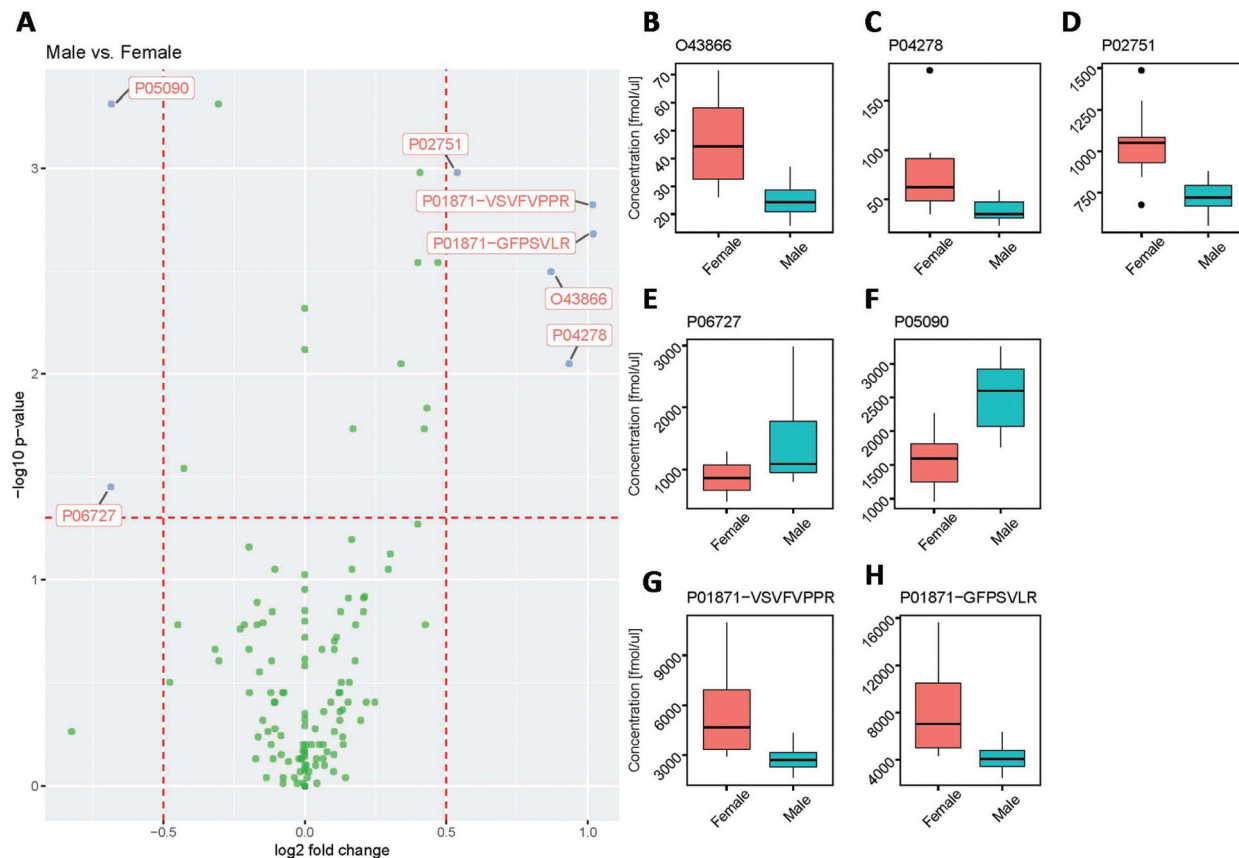 A
Male vs. Female
P05090
P02751
P01871-VSVFVPPR
P01871-GFPSVLR
O43866
P04278
P06727
3
2
1
0
-log10 p-value
-0.5
0.0
0.5
1.0
log2 fold change
B
O43866
Concentration [fmol/ul]
70
60
50
40
30
20
Female
Male
C
P04278
150
100
50
Female
Male
D
P02751
1500
1250
1000
750
Female
Male
E
P06727
Concentration [fmol/ul]
3000
2000
1000
Female
Male
F
P05090
3000
2500
2000
1500
1000
Female
Male
G
P01871-VSVFVPPR
Concentration [fmol/ul]
9000
6000
3000
Female
Male
H
P01871-GFPSVLR
16000
12000
8000
4000
Female
Male